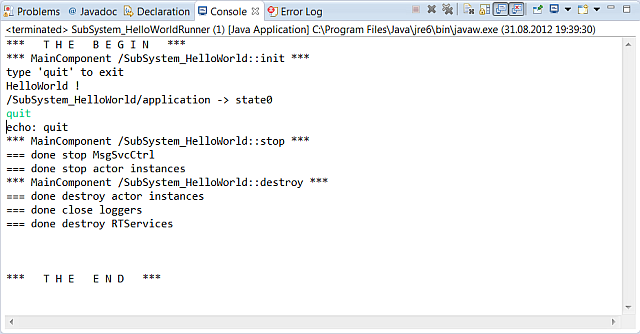 Problems @ Javadoc Declaration Console Error Log
<terminated> SubSystem_HelloWorldRunner (1) [Java Application] C:\Program Files\Java\jre6\bin\javaw.exe (31.08.2012 19:39:30)
***   T H E   B E G I N   ***
*** MainComponent /SubSystem_HelloWorld::init ***
type 'quit' to exit
HelloWorld !
/SubSystem_HelloWorld/application -> state0
quit
echo: quit
*** MainComponent /SubSystem_HelloWorld::stop ***
=== done stop MsgSvcCtrl
=== done stop actor instances
*** MainComponent /SubSystem_HelloWorld::destroy ***
=== done destroy actor instances
=== done close loggers
=== done destroy RTServices
***   T H E   E N D   ***